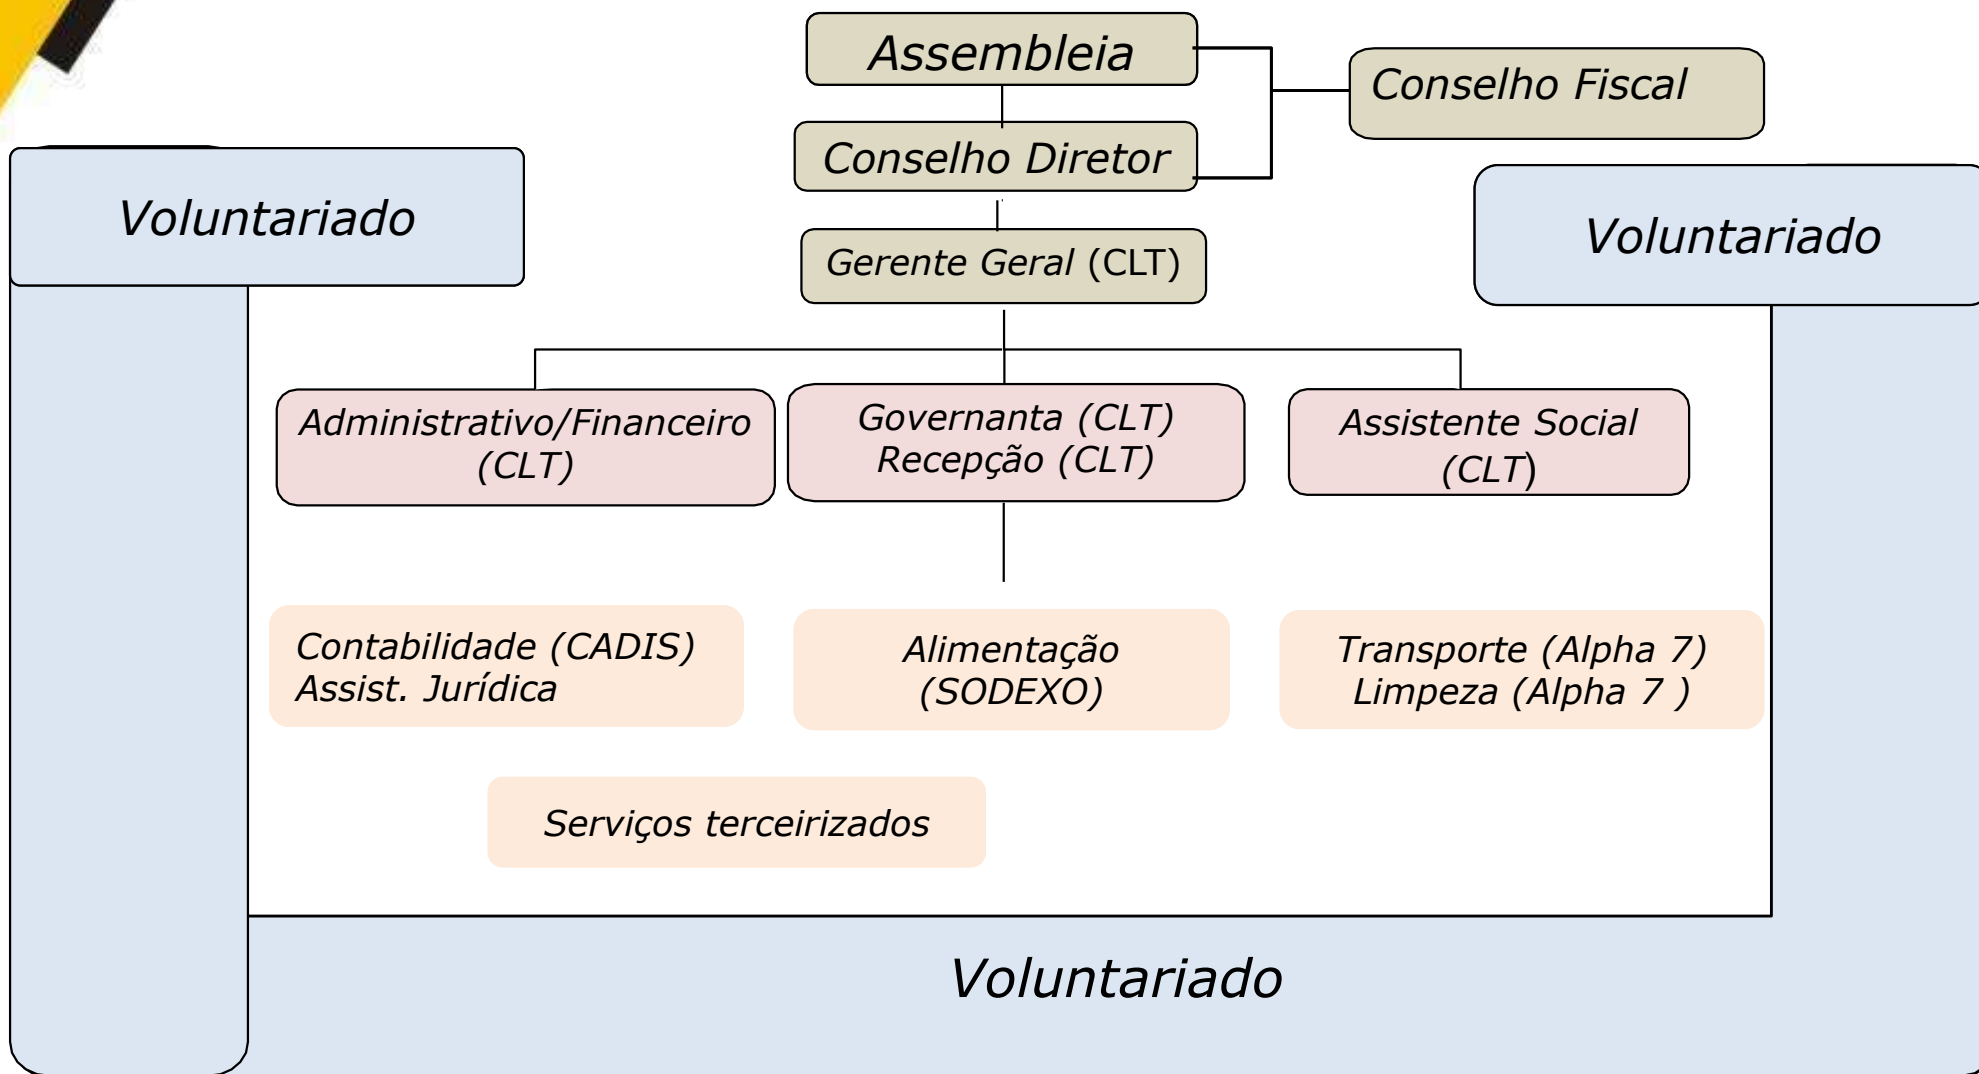 Assembleia
Conselho Fiscal
Conselho Diretor
Voluntariado
Voluntariado
Gerente Geral (CLT)
Administrativo/Financeiro
(CLT)
Governanta (CLT)
Recepção (CLT)
Assistente Social
(CLT)
Contabilidade (CADIS)
Assist. Jurídica
Alimentação
(SODEXO)
Transporte (Alpha 7)
Limpeza (Alpha 7 )
Serviços terceirizados
Voluntariado